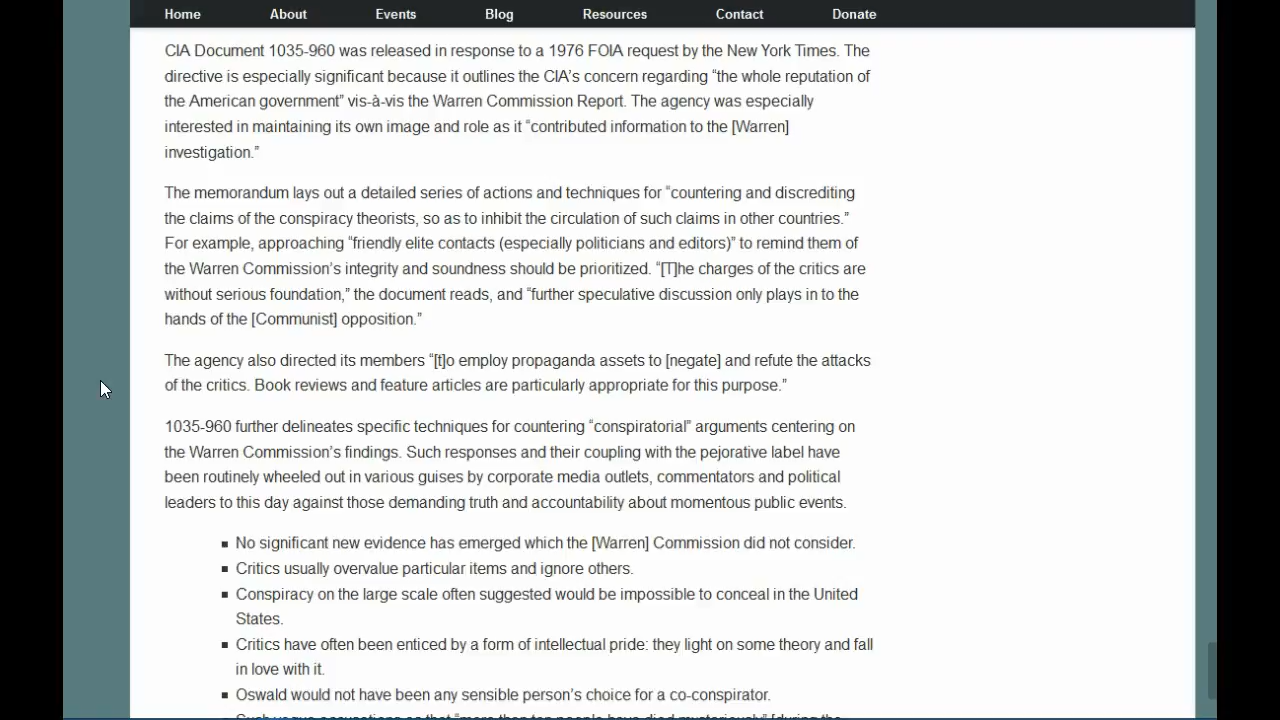 Home About Events Blog Resources Contact Donate
CIA Document 1035-960 was released in response to a 1976 FOIA request by the New York Times. The
directive is especially significant because it outlines the CIA’s concern regarding “the whole reputation of
the American government” vis-à-vis the Warren Commission Report. The agency was especially
interested in maintaining its own image and role as it “contributed information to the [Warren]
investigation.”
The memorandum lays out a detailed series of actions and techniques for “countering and discrediting
the claims of the conspiracy theorists, so as to inhibit the circulation of such claims in other countries.”
For example, approaching “friendly elite contacts (especially politicians and editors)” to remind them of
the Warren Commission’s integrity and soundness should be prioritized. “[T]he charges of the critics are
without serious foundation,” the document reads, and “further speculative discussion only plays in to the
hands of the [Communist] opposition.”
The agency also directed its members “[t]o employ propaganda assets to [negate] and refute the attacks
of the critics. Book reviews and feature articles are particularly appropriate for this purpose.”
1035-960 further delineates specific techniques for countering “conspiratorial” arguments centering on
the Warren Commission’s findings. Such responses and their coupling with the pejorative label have
been routinely wheeled out in various guises by corporate media outlets, commentators and political
leaders to this day against those demanding truth and accountability about momentous public events.
▪ No significant new evidence has emerged which the [Warren] Commission did not consider.
▪ Critics usually overvalue particular items and ignore others.
▪ Conspiracy on the large scale often suggested would be impossible to conceal in the United
States.
▪ Critics have often been enticed by a form of intellectual pride: they light on some theory and fall
in love with it.
▪ Oswald would not have been any sensible person’s choice for a co-conspirator.
▪ Such vague accusations as that “more than ten people have died mysteriously” [during the